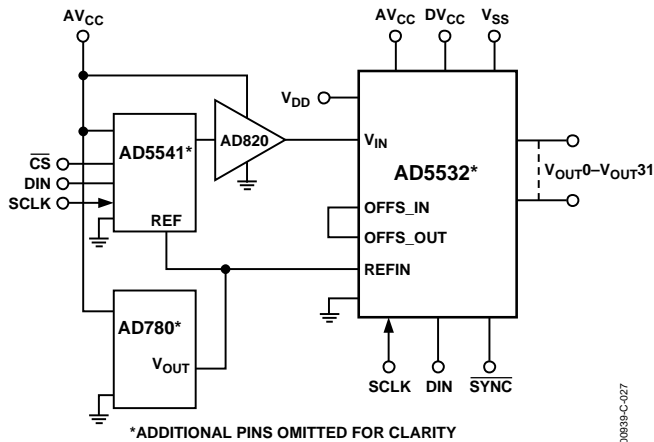 AVCC
AVCC DVCC VSS
VDD
AD5541*
AD820
VIN
CS
DIN
SCLK
REF
AD5532*
VOUT0–VOUT31
OFFS_IN
OFFS_OUT
REFIN
AD780*
VOUT
SCLK DIN SYNC
*ADDITIONAL PINS OMITTED FOR CLARITY
00939-C-027